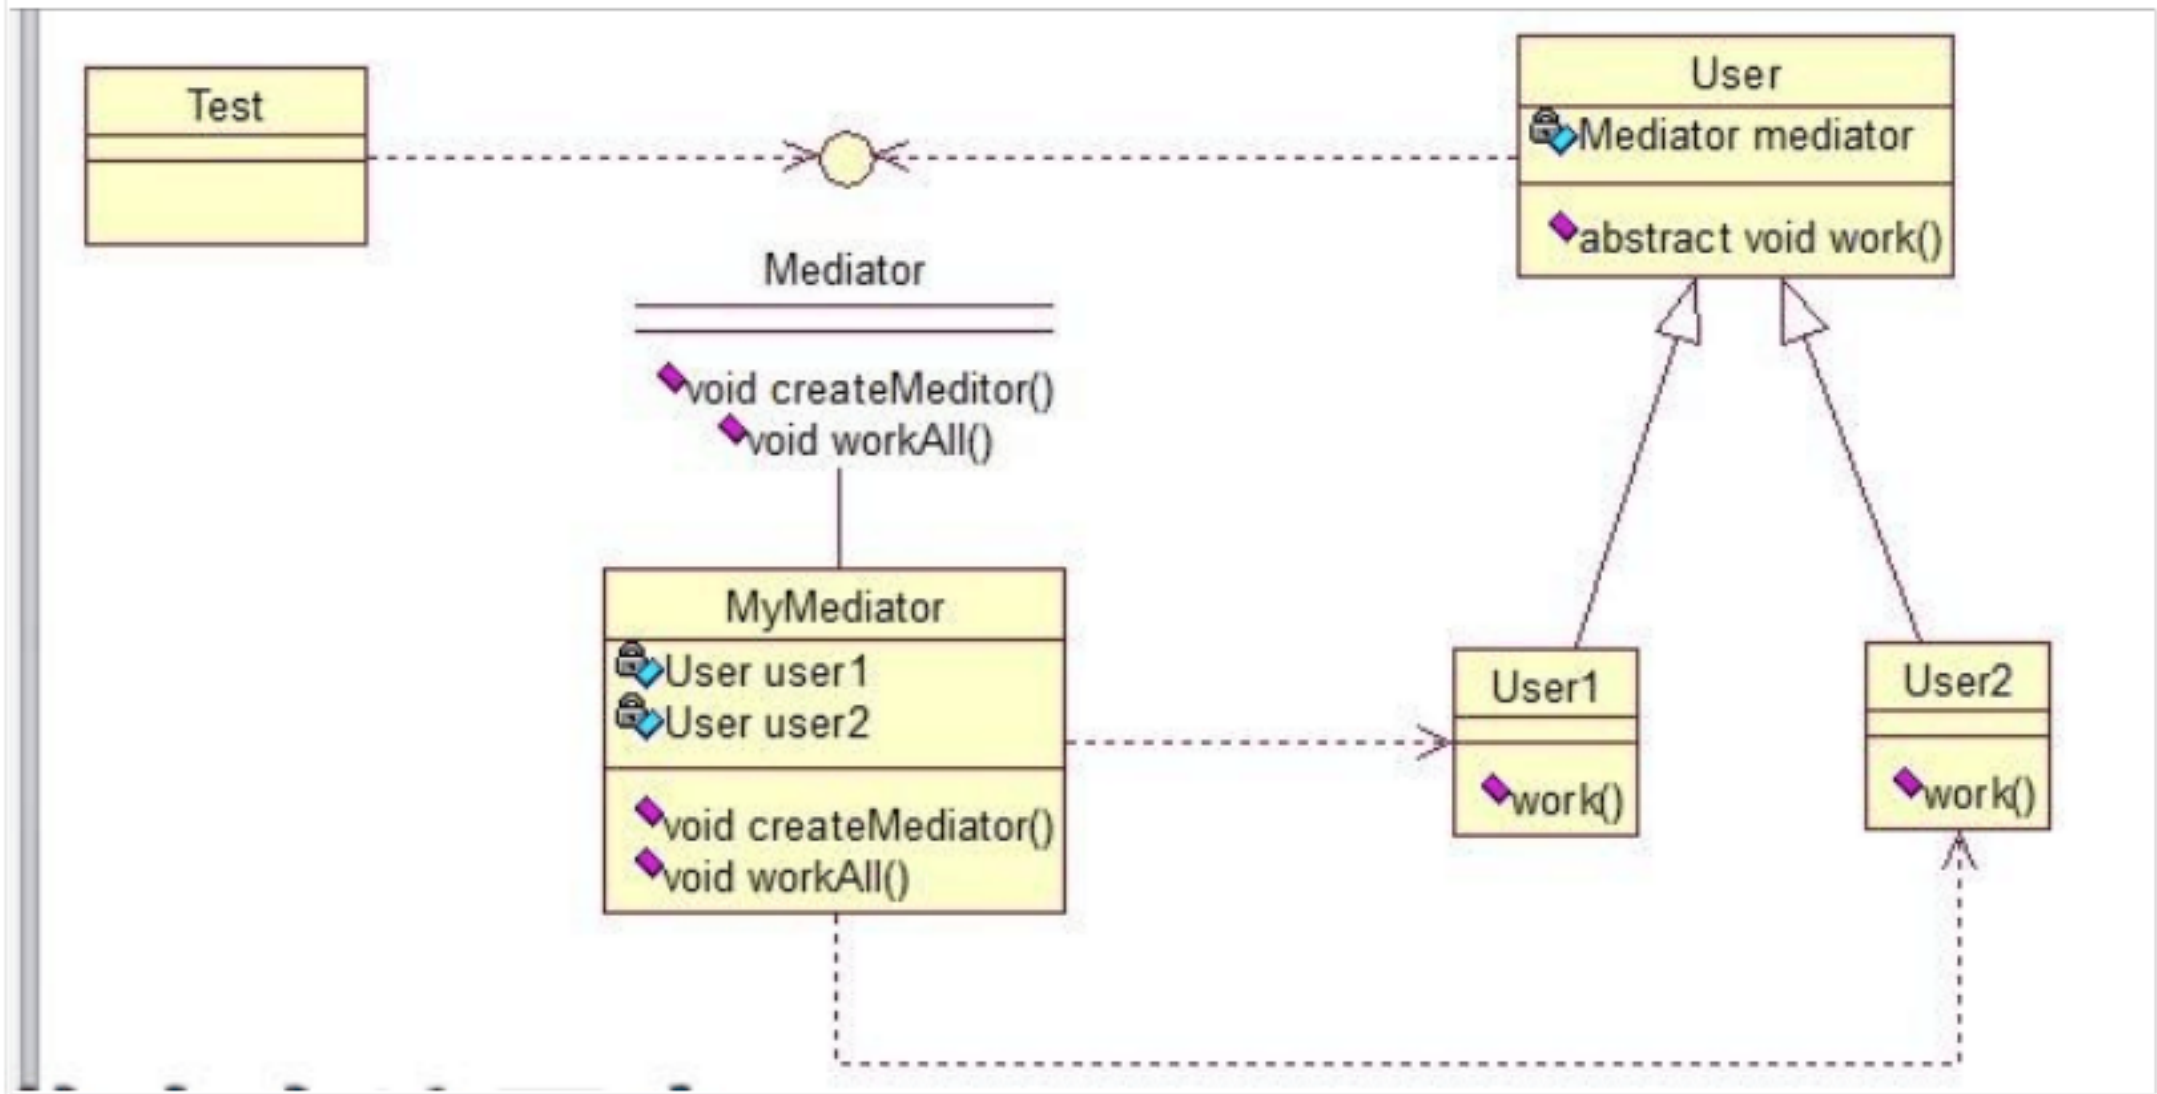 Test
User
Mediator mediator
abstract void work()
Mediator
void createMeditor()
void workAll()
MyMediator
User user1
User user2
void createMediator()
void workAll()
User1
work()
User2
work()